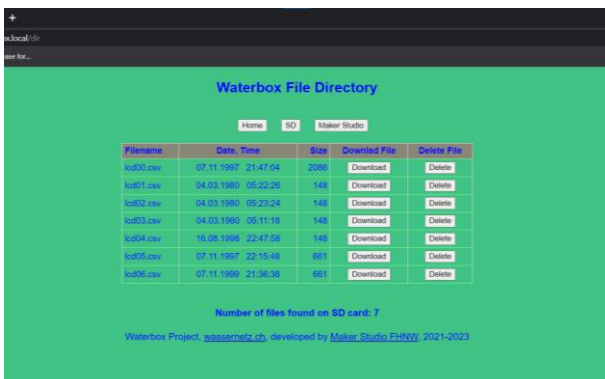 +
x.local/dir
Waterbox File Directory
Home SD Maker Studio
Filename Date, Time Size Downlad File Delete File
lcd00.csv 07.11.1997 21:47:04 2086 Download Delete
lcd01.csv 04.03.1980 05:22:26 148 Download Delete
lcd02.csv 04.03.1980 05:23:24 148 Download Delete
lcd03.csv 04.03.1980 05:11:18 148 Download Delete
lcd04.csv 16.08.1998 22:47:58 148 Download Delete
lcd05.csv 07.11.1997 22:15:48 661 Download Delete
lcd06.csv 07.11.1999 21:36:38 661 Download Delete
Number of files found on SD card: 7
Waterbox Project, wassernetz.ch, developed by Maker Studio FHNW, 2021-2023